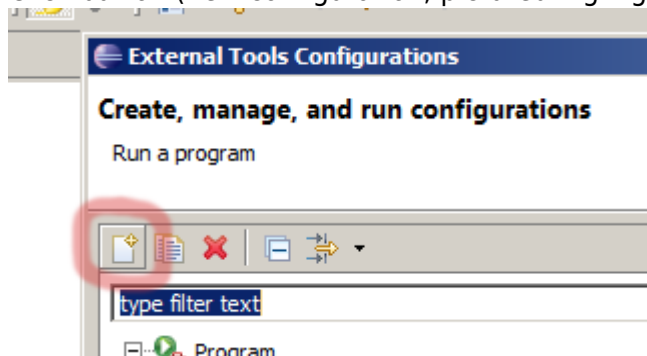 External Tools Configurations
Create, manage, and run configurations
Run a program
type filter text
Program